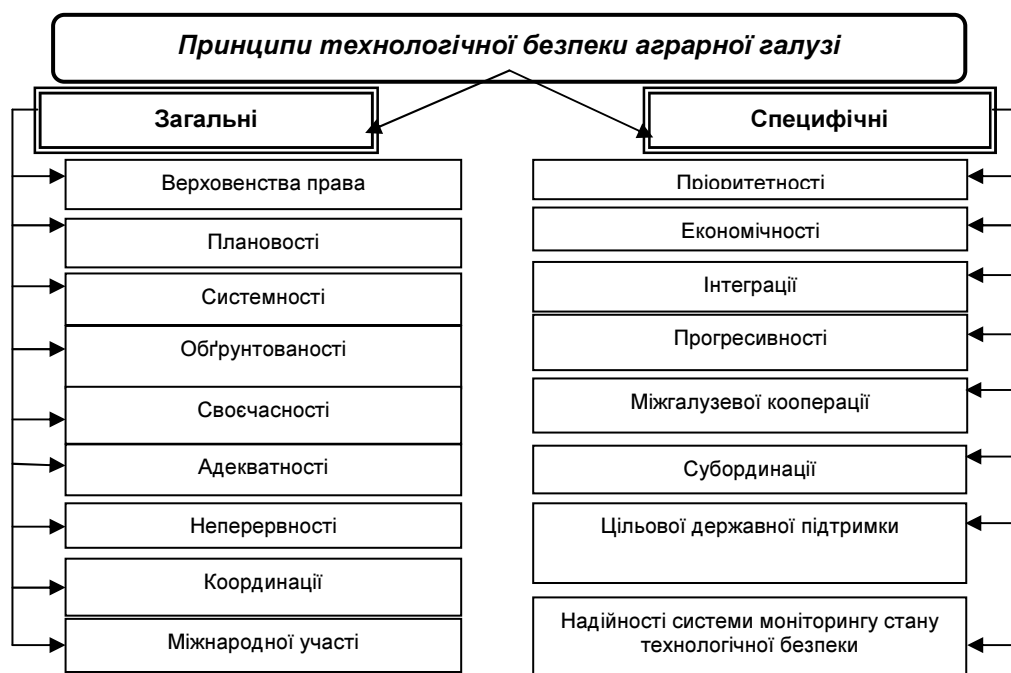 Принципи технологічної безпеки аграрної галузі
Загальні
Верховенства права
Плановості
Системності
Обґрунтованості
Своєчасності
Адекватності
Неперервності
Координації
Міжнародної участі
Специфічні
Пріоритетності
Економічності
Інтеграції
Прогресивності
Міжгалузевої кооперації
Субординації
Цільової державної підтримки
Надійності системи моніторингу стану
технологічної безпеки